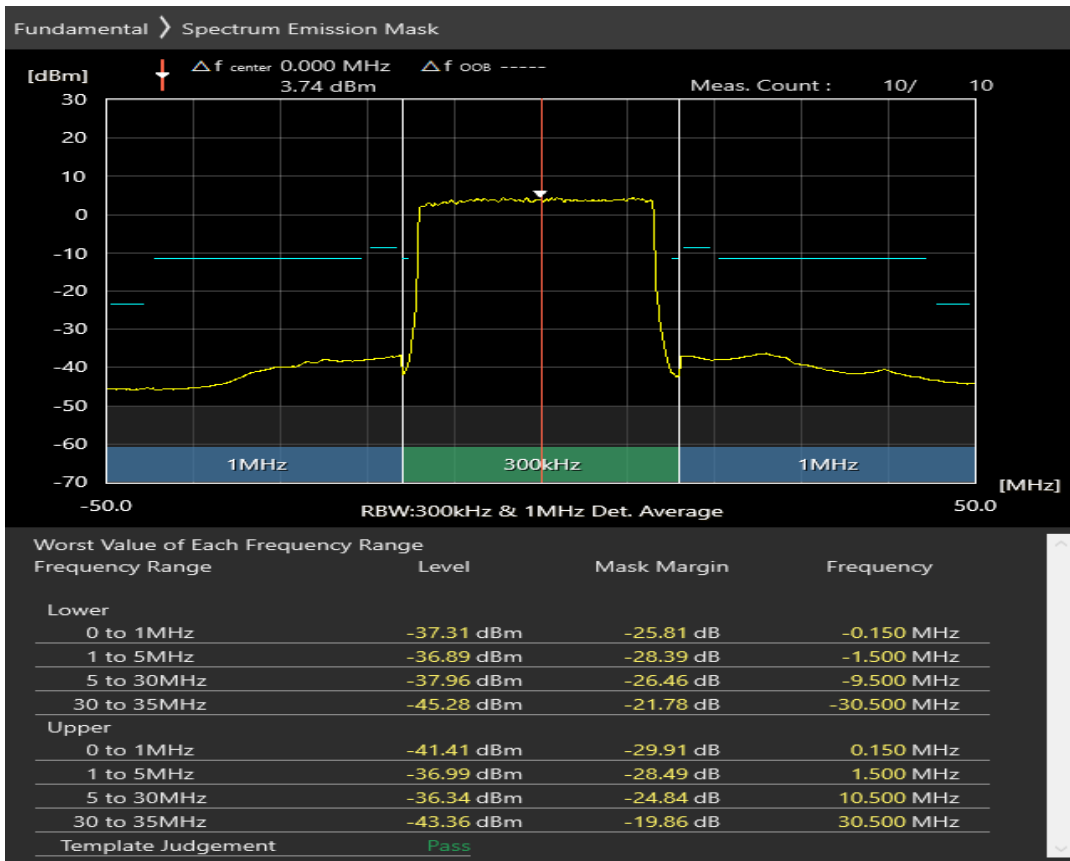 Fundamental ❯ Spectrum Emission Mask
[dBm] △f center 0.000 MHz △f OOB -----
3.74 dBm Meas. Count : 10/ 10
30
20
10
0
-10
-20
-30
-40
-50
-60
1MHz 300kHz 1MHz
-70 [MHz]
-50.0 RBW:300kHz & 1MHz Det. Average 50.0
Worst Value of Each Frequency Range
Frequency Range Level Mask Margin Frequency
Lower
0 to 1MHz -37.31 dBm -25.81 dB -0.150 MHz
1 to 5MHz -36.89 dBm -28.39 dB -1.500 MHz
5 to 30MHz -37.96 dBm -26.46 dB -9.500 MHz
30 to 35MHz -45.28 dBm -21.78 dB -30.500 MHz
Upper
0 to 1MHz -41.41 dBm -29.91 dB 0.150 MHz
1 to 5MHz -36.99 dBm -28.49 dB 1.500 MHz
5 to 30MHz -36.34 dBm -24.84 dB 10.500 MHz
30 to 35MHz -43.36 dBm -19.86 dB 30.500 MHz
Template Judgement Pass